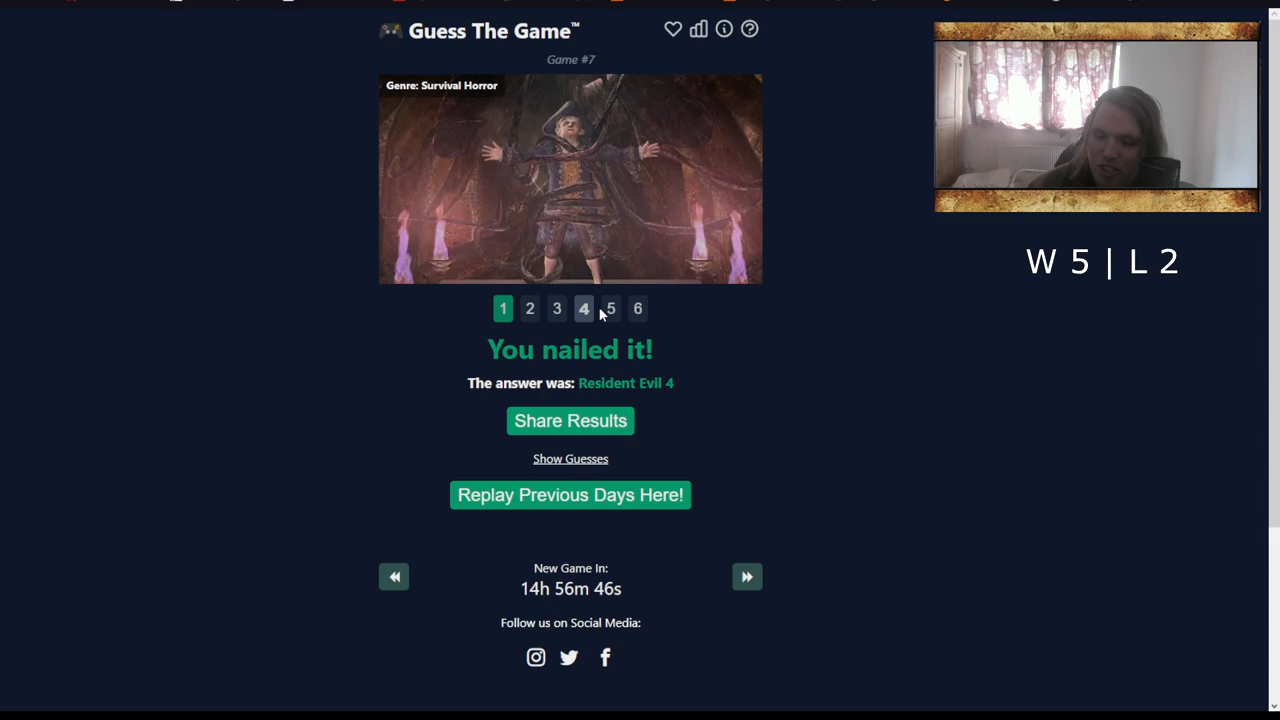 Guess The Game™
Game #7
Genre: Survival Horror
1 2 3 4 5 6
You nailed it!
The answer was: Resident Evil 4
Share Results
Show Guesses
Replay Previous Days Here!
New Game In:
14h 56m 46s
Follow us on Social Media:
W 5 | L 2